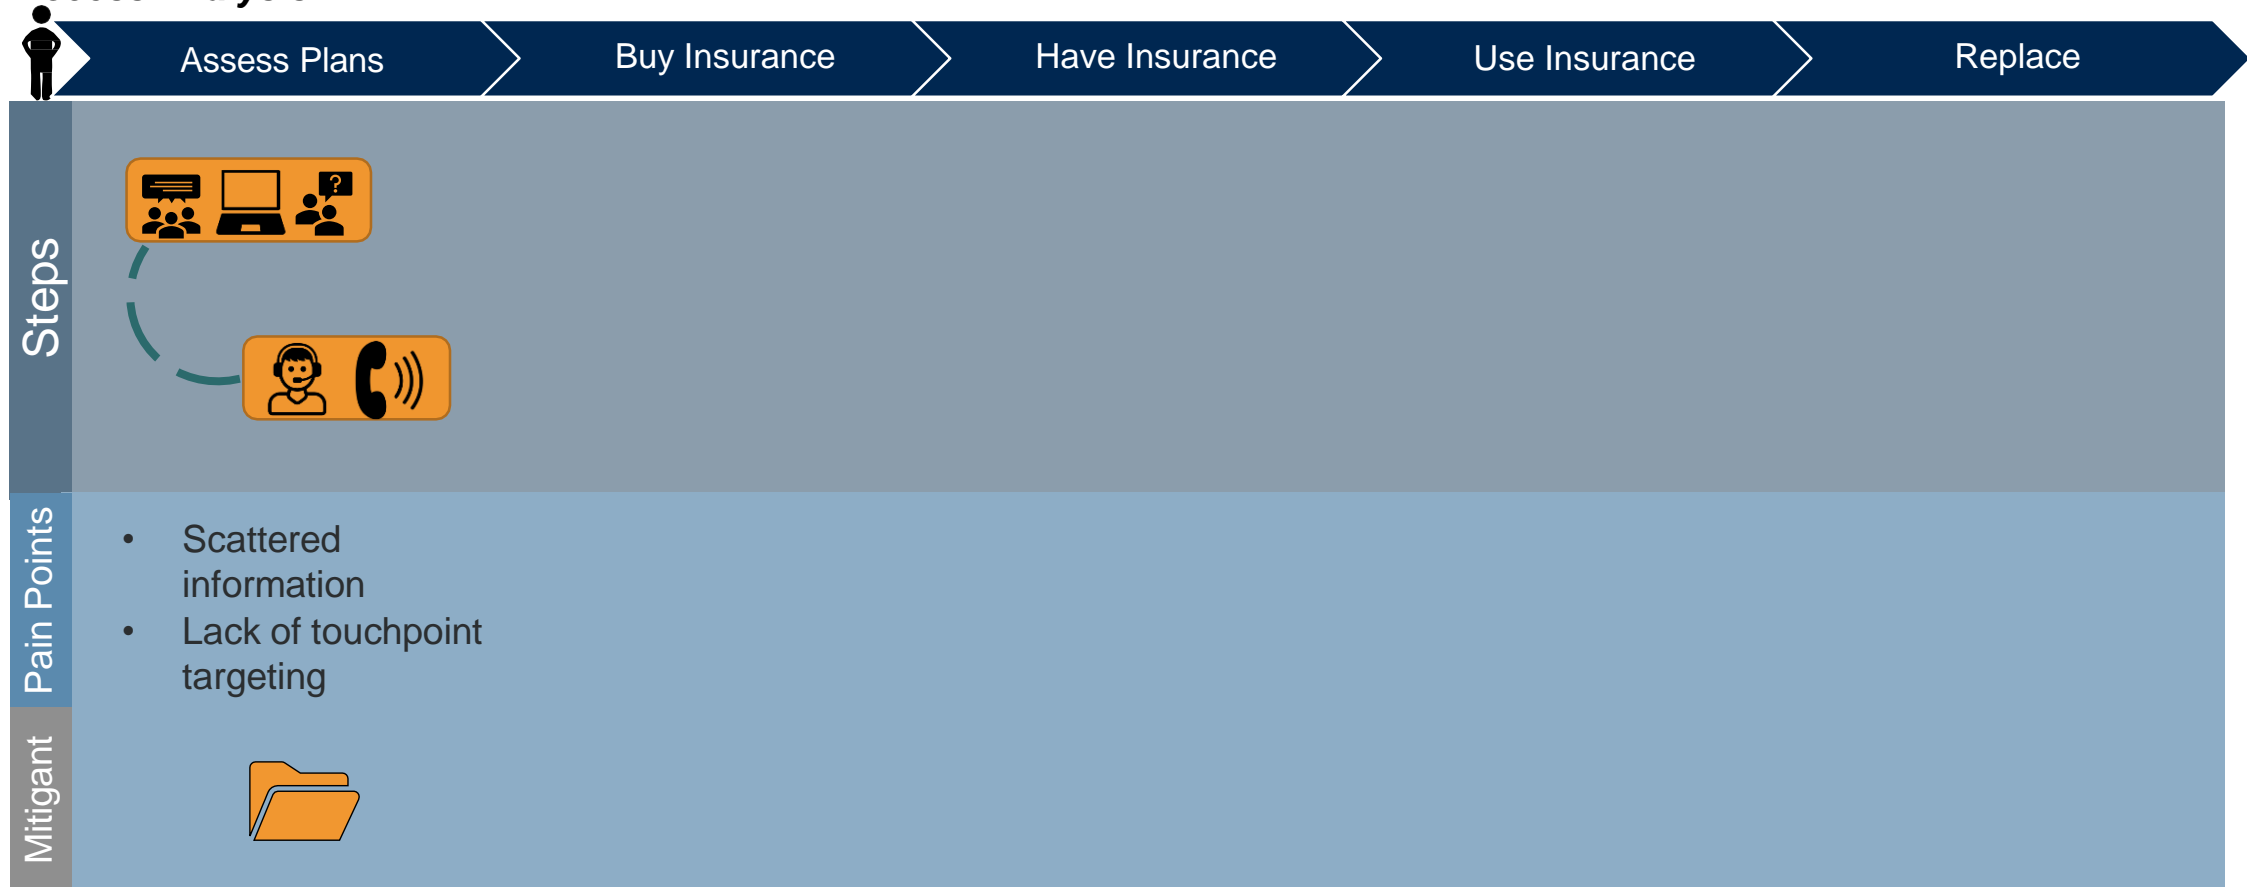 Assess Plans
Buy Insurance
Have Insurance
Use Insurance
Replace
Steps
?
Pain Points
• Scattered
information
• Lack of touchpoint
targeting
Mitigant